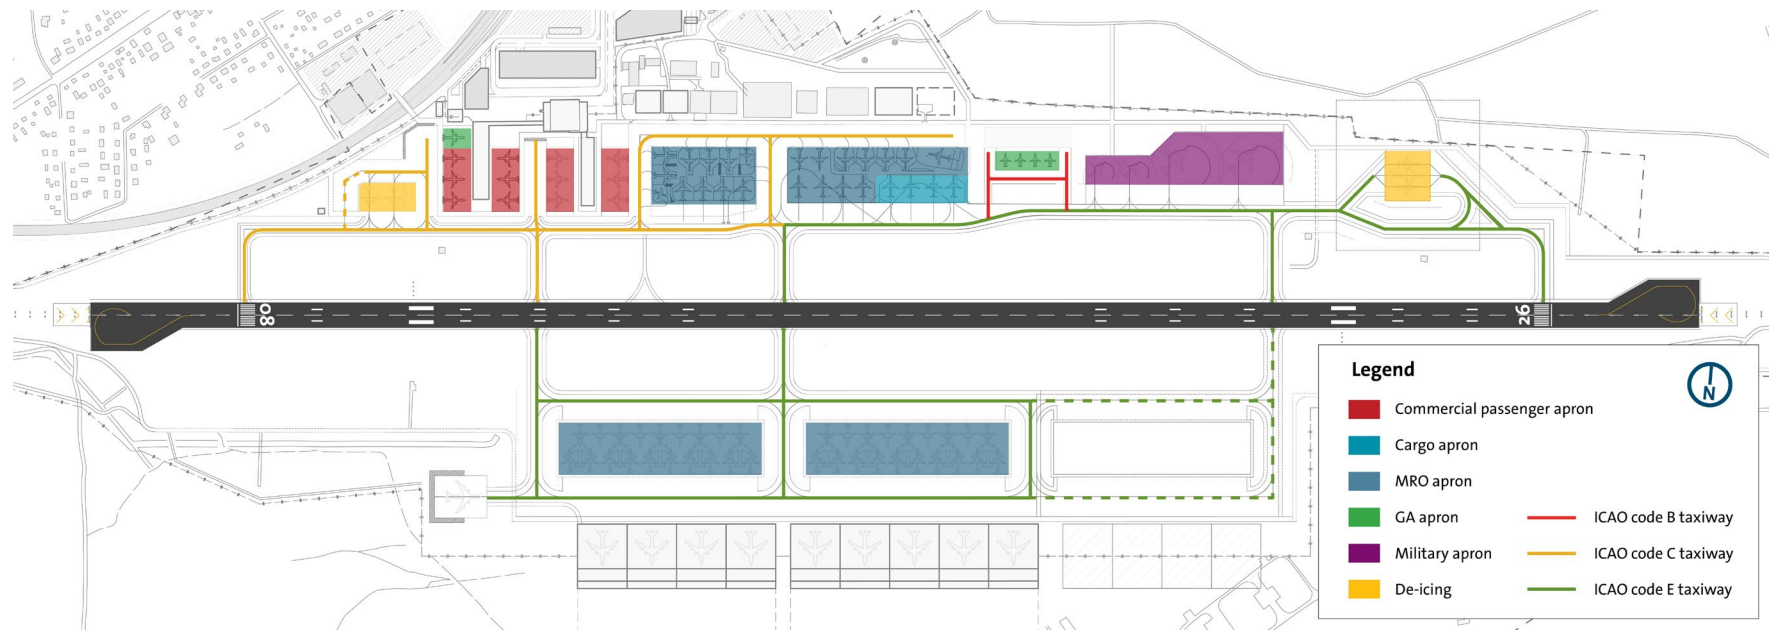 08
26
Legend
N
Commercial passenger apron
Cargo apron
MRO apron
GA apron
ICAO code B taxiway
Military apron
ICAO code C taxiway
De-icing
ICAO code E taxiway